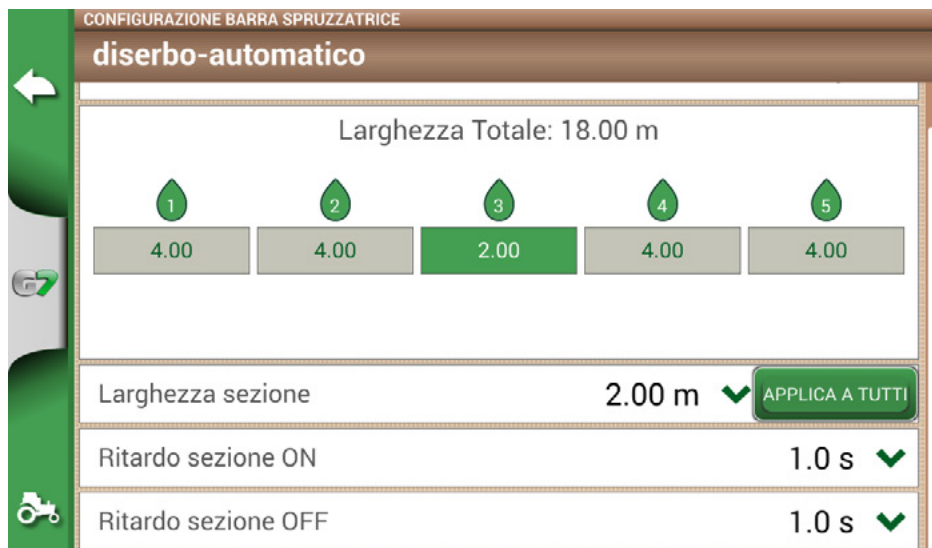 CONFIGURAZIONE BARRA SPRUZZATRICE
diserbo-automatico
Larghezza Totale: 18.00 m
1 2 3 4 5
4.00 4.00 2.00 4.00 4.00
G7
Larghezza sezione 2.00 m APPLICA A TUTTI
Ritardo sezione ON 1.0 s
Ritardo sezione OFF 1.0 s